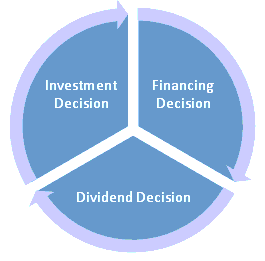 Investment
Decision
Financing
Decision
Dividend Decision